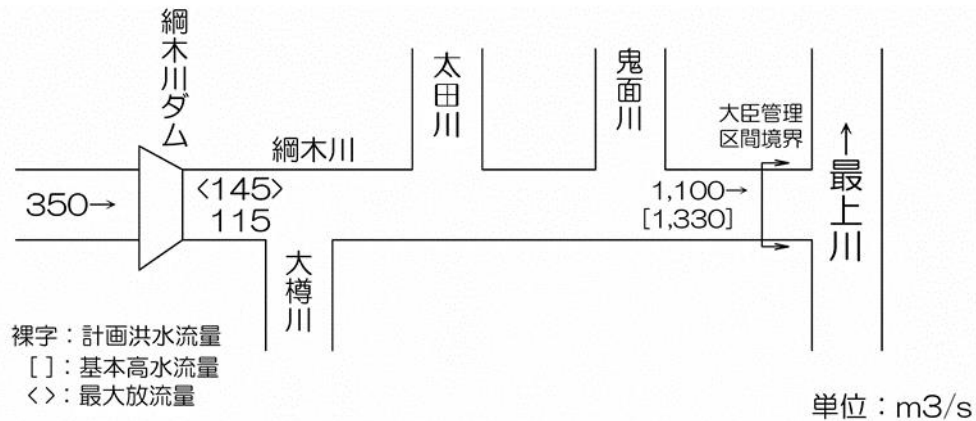 綱木川ダム
太田川
鬼面川
大臣管理
区間境界
綱木川
350→
<145>
115
1,100→
[1,330]
←最上川
大樽川
裸字：計画洪水流量
[ ]：基本高水流量
< >：最大放流量
単位：m3/s